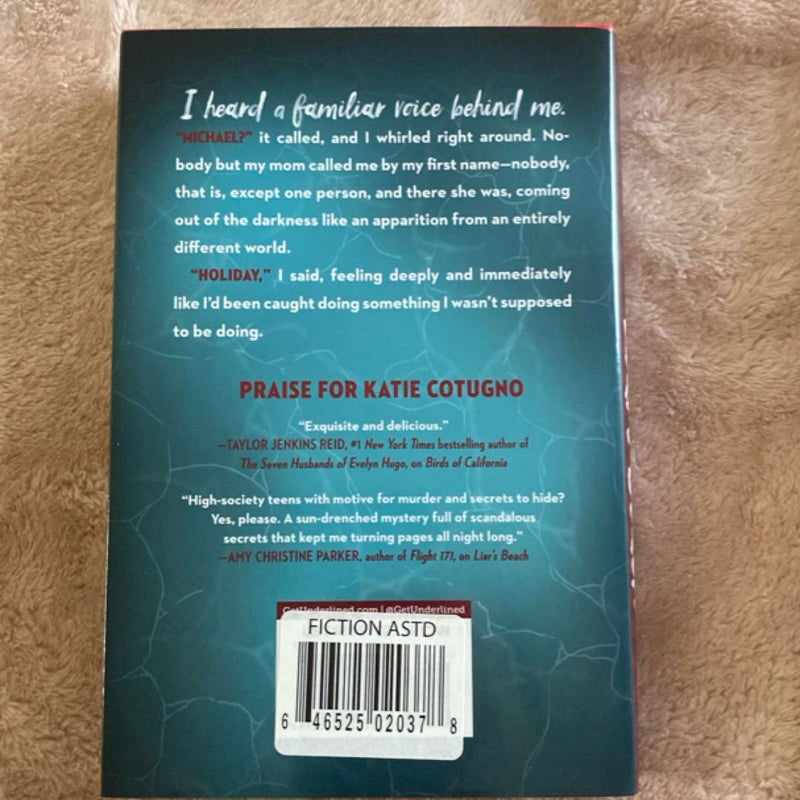 I heard a familiar voice behind me.
"MICHAEL?" it called, and I whirled right around. No-
body but my mom called me by my first name—nobody,
that is, except one person, and there she was, coming
out of the darkness like an apparition from an entirely
different world.
"HOLIDAY," I said, feeling deeply and immediately
like I'd been caught doing something I wasn't supposed
to be doing.
PRAISE FOR KATIE COTUGNO
"Exquisite and delicious."
—TAYLOR JENKINS REID, #1 New York Times bestselling author of
The Seven Husbands of Evelyn Hugo, on Birds of California
"High-society teens with motive for murder and secrets to hide?
Yes, please. A sun-drenched mystery full of scandalous
secrets that kept me turning pages all night long."
—AMY CHRISTINE PARKER, author of Flight 171, on Liar's Beach
GetUnderlined.com | @GetUnderlined
FICTION ASTD
6 46525 02037 8